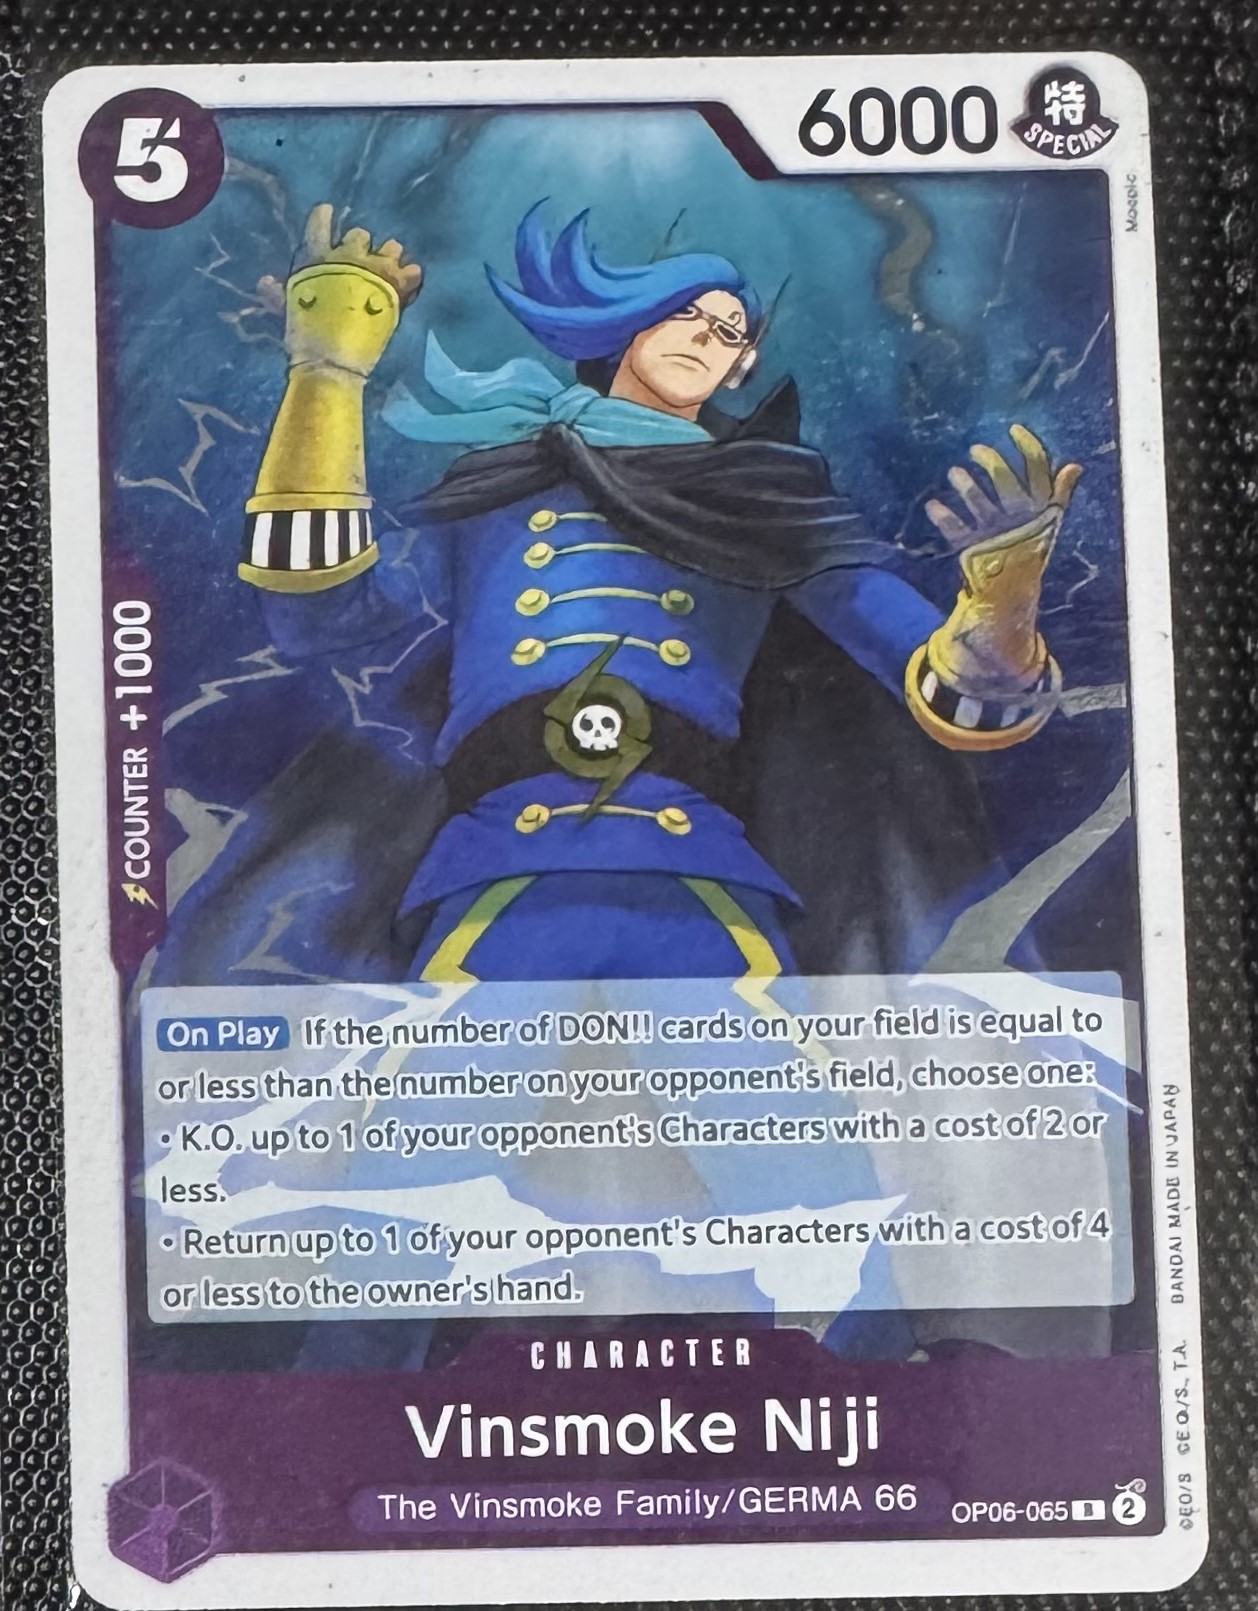 5
6000
特
SPECIAL
COUNTER +1000
On Play If the number of DON!! cards on your field is equal to
or less than the number on your opponent's field, choose one:
• K.O. up to 1 of your opponent's Characters with a cost of 2 or
less.
• Return up to 1 of your opponent's Characters with a cost of 4
or less to the owner's hand.
CHARACTER
Vinsmoke Niji
The Vinsmoke Family/GERMA 66
OP06-065
2
BANDAI MADE IN JAPAN